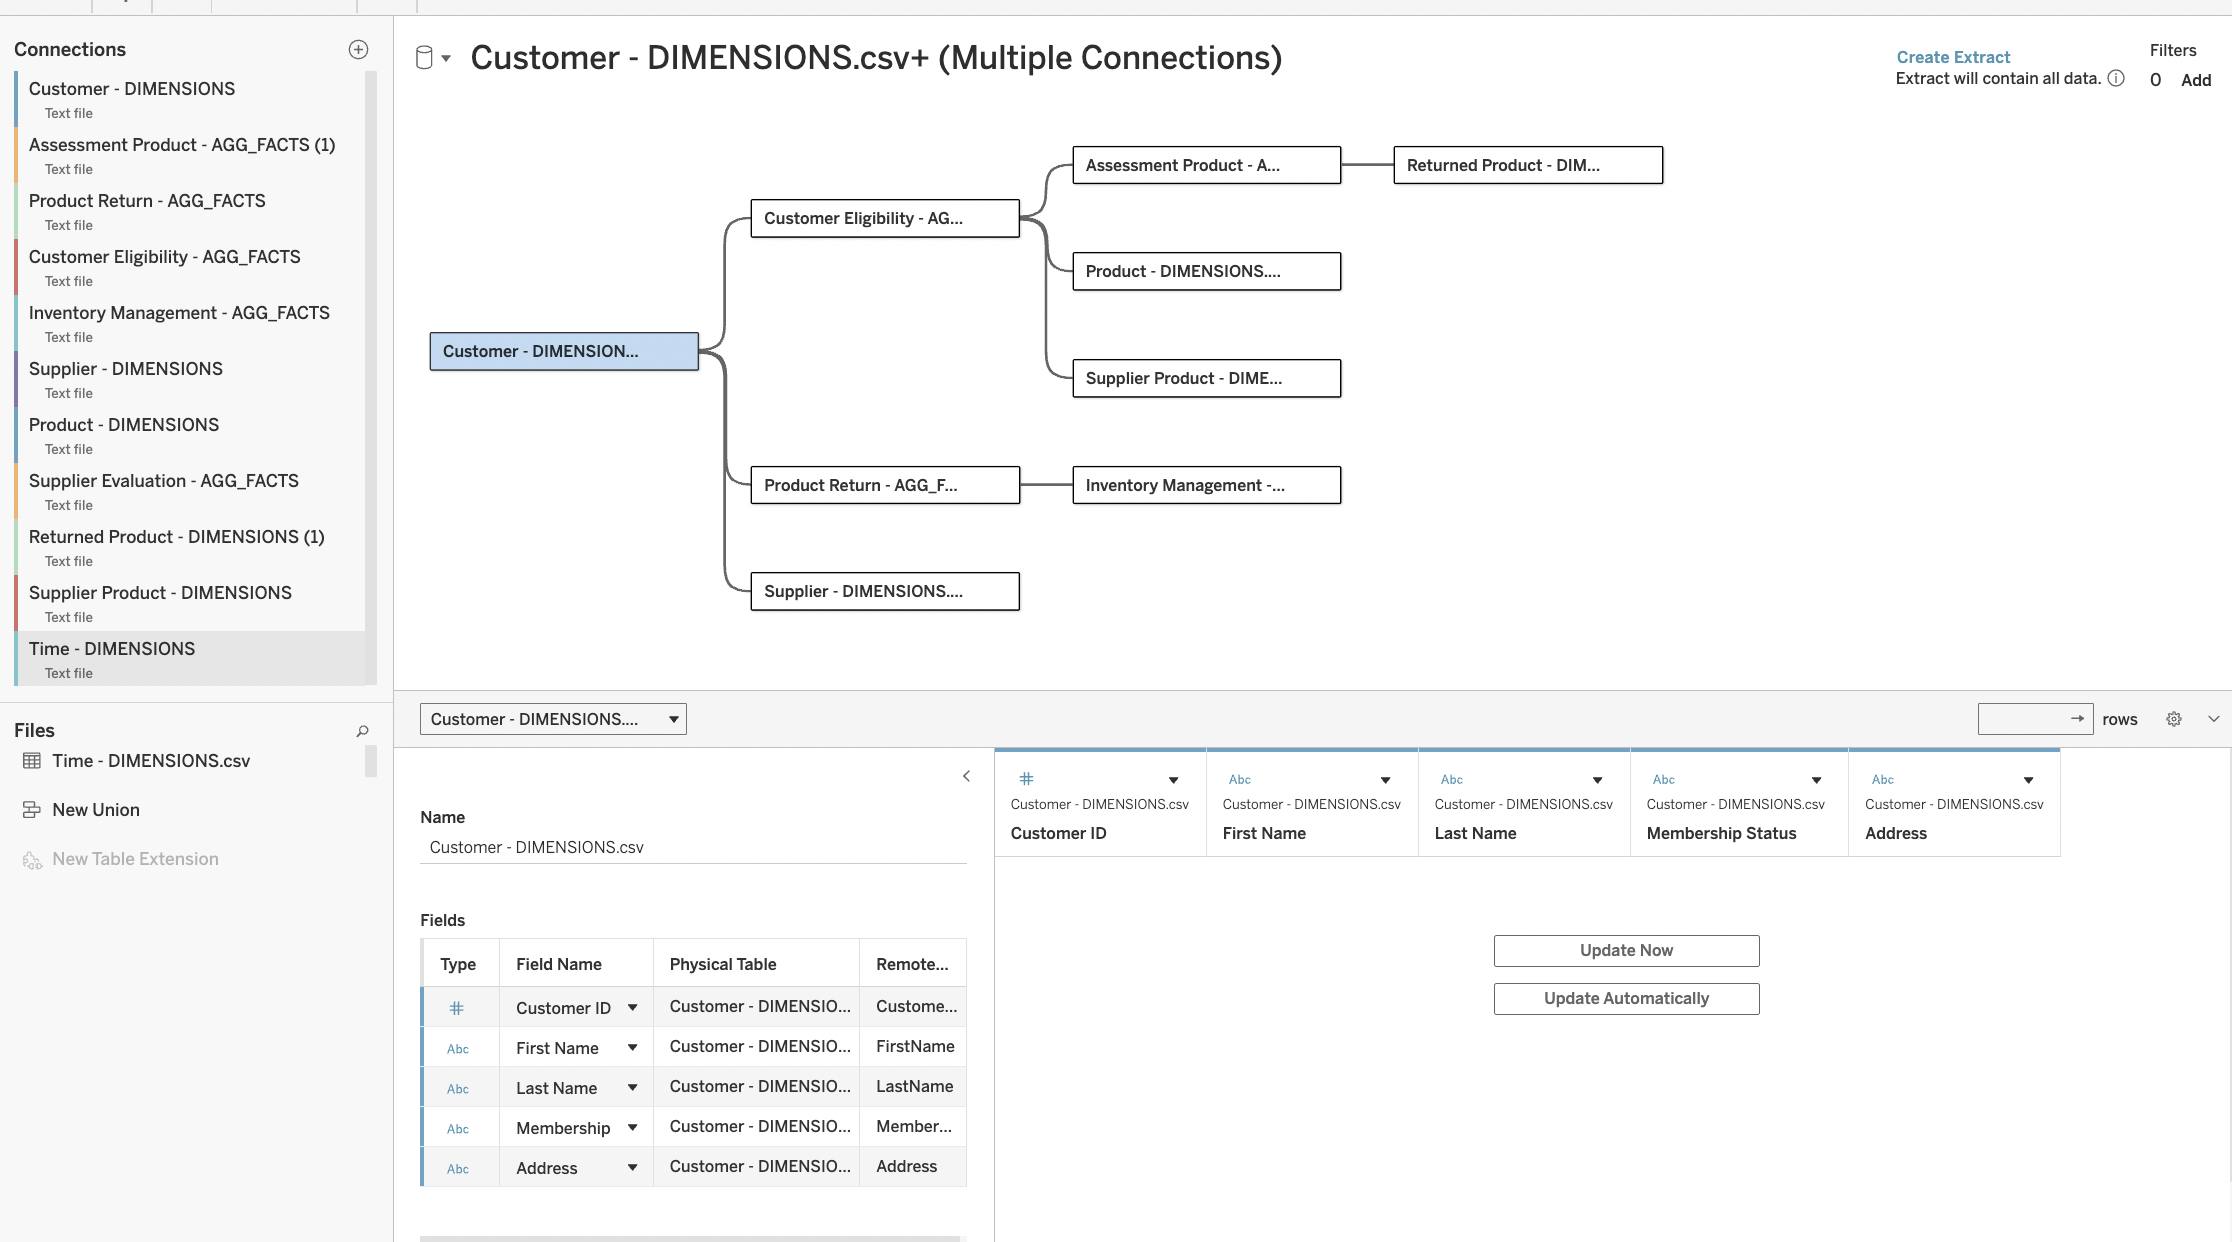 Connections
Customer - DIMENSIONS
Text file
Assessment Product - AGG_FACTS (1)
Text file
Product Return - AGG_FACTS
Text file
Customer Eligibility - AGG_FACTS
Text file
Inventory Management - AGG_FACTS
Text file
Supplier - DIMENSIONS
Text file
Product - DIMENSIONS
Text file
Supplier Evaluation - AGG_FACTS
Text file
Returned Product - DIMENSIONS (1)
Text file
Supplier Product - DIMENSIONS
Text file
Time - DIMENSIONS
Text file
Files
Time - DIMENSIONS.csv
New Union
New Table Extension
Customer - DIMENSIONS.csv+ (Multiple Connections)
Create Extract
Extract will contain all data.
Filters
0 Add
Assessment Product - A...
Returned Product - DIM...
Customer Eligibility - AG...
Product - DIMENSIONS....
Customer - DIMENSION...
Supplier Product - DIME...
Product Return - AGG_F...
Inventory Management -...
Supplier - DIMENSIONS....
Customer - DIMENSIONS....
rows
Name
Customer - DIMENSIONS.csv
Fields
Type Field Name Physical Table Remote...
Customer ID Customer - DIMENSIO... Custome...
Abc First Name Customer - DIMENSIO... FirstName
Abc Last Name Customer - DIMENSIO... LastName
Abc Membership Customer - DIMENSIO... Member...
Abc Address Customer - DIMENSIO... Address
Abc Abc Abc Abc
Customer - DIMENSIONS.csv Customer - DIMENSIONS.csv Customer - DIMENSIONS.csv Customer - DIMENSIONS.csv Customer - DIMENSIONS.csv
Customer ID First Name Last Name Membership Status Address
Update Now
Update Automatically